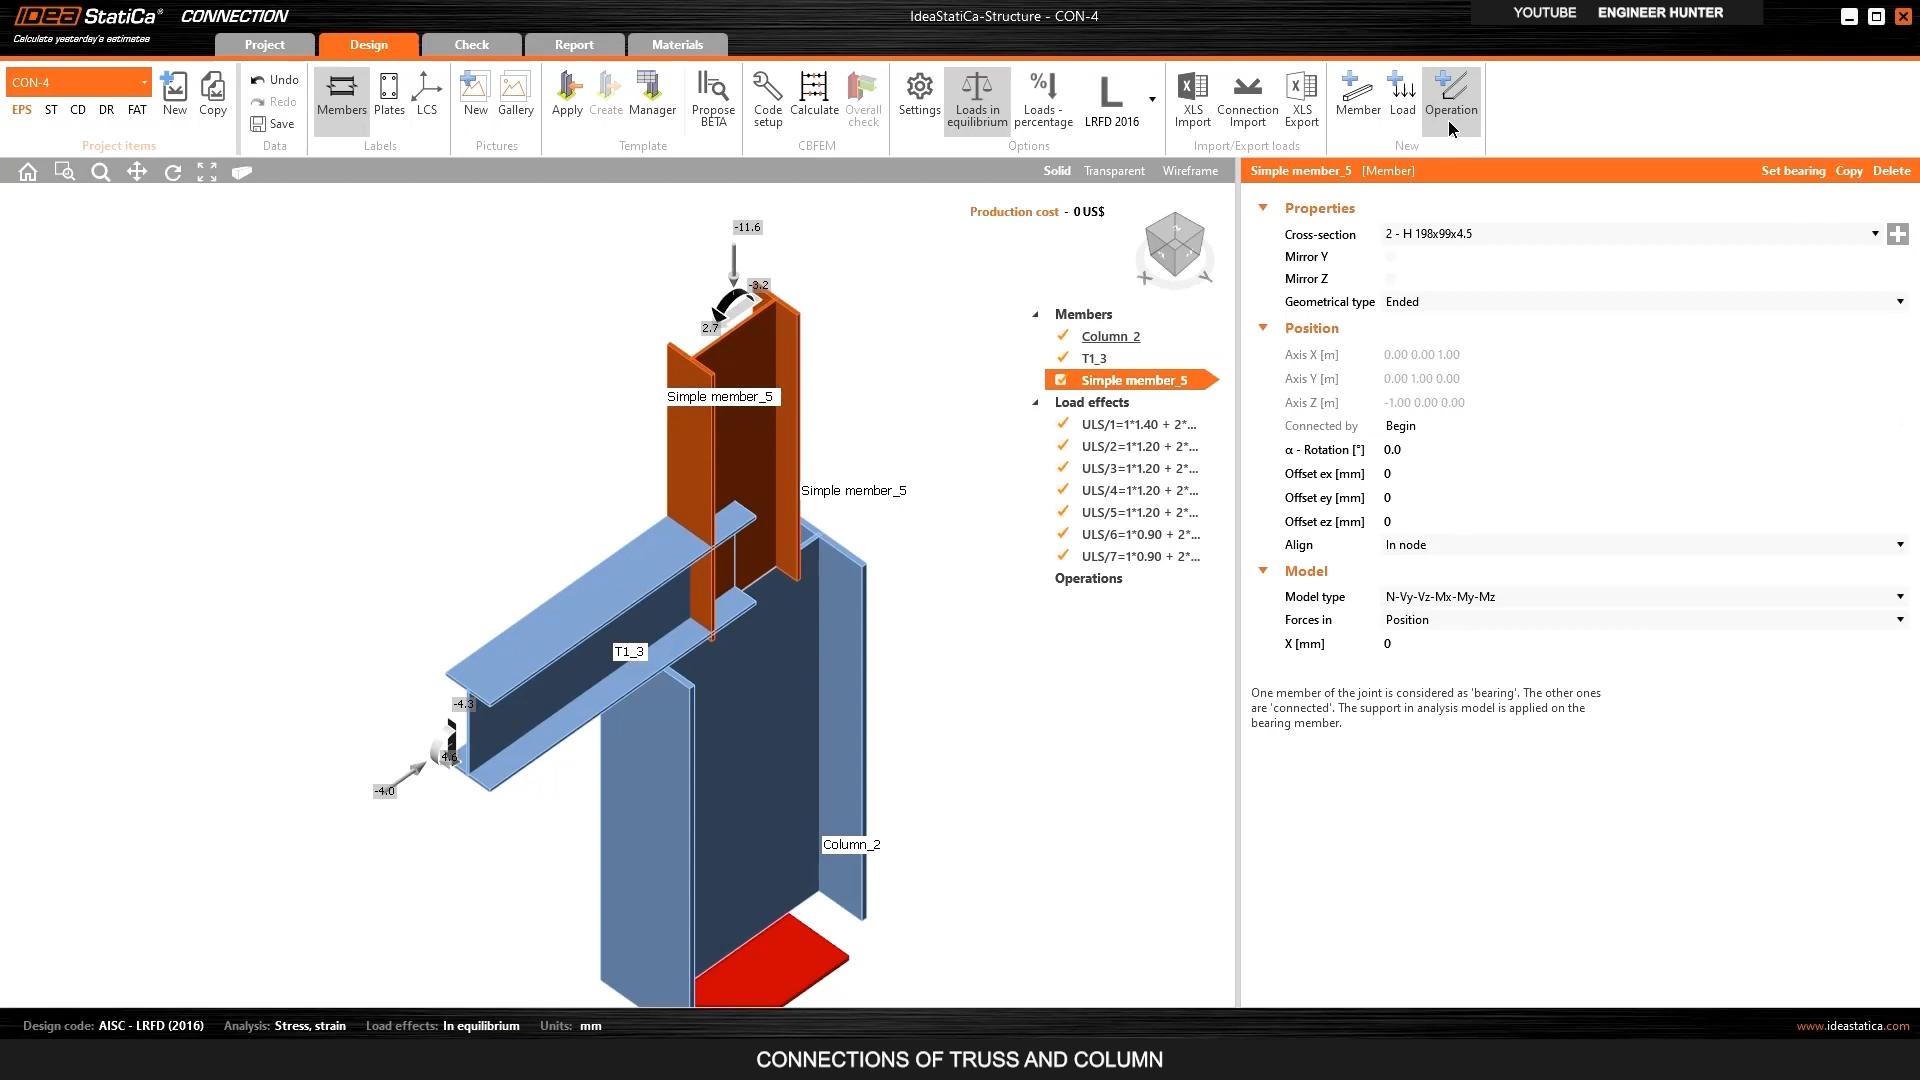 IDEA StatiCa® CONNECTION
Calculate yesterday's estimates
IdeaStatiCa-Structure - CON-4
YOUTUBE ENGINEER HUNTER
Project Design Check Report Materials
CON-4
EPS ST CD DR FAT
New Copy
Project items
Undo
Redo
Save
Data
Members Plates LCS
Labels
New Gallery
Pictures
Apply Create Manager
Propose
BETA
Template
Code
setup
Calculate
Overall
check
CBFEM
Settings
Loads in
equilibrium
Loads -
percentage
L
LRFD 2016
Options
XLS
Import
Connection
Import
XLS
Export
Import/Export loads
Member Load Operation
New
Solid Transparent Wireframe
Simple member_5 [Member]
Set bearing Copy Delete
Production cost - 0 US$
-11.6
-3.2
2.7
Simple member_5
Simple member_5
T1_3
-4.3
4.6
-4.0
Column_2
Members
Column_2
T1_3
Simple member_5
Load effects
ULS/1=1*1.40 + 2*...
ULS/2=1*1.20 + 2*...
ULS/3=1*1.20 + 2*...
ULS/4=1*1.20 + 2*...
ULS/5=1*1.20 + 2*...
ULS/6=1*0.90 + 2*...
ULS/7=1*0.90 + 2*...
Operations
Properties
Cross-section 2 - H 198x99x4.5
Mirror Y
Mirror Z
Geometrical type Ended
Position
Axis X [m] 0.00 0.00 1.00
Axis Y [m] 0.00 1.00 0.00
Axis Z [m] -1.00 0.00 0.00
Connected by Begin
α - Rotation [°] 0.0
Offset ex [mm] 0
Offset ey [mm] 0
Offset ez [mm] 0
Align In node
Model
Model type N-Vy-Vz-Mx-My-Mz
Forces in Position
X [mm] 0
One member of the joint is considered as 'bearing'. The other ones
are 'connected'. The support in analysis model is applied on the
bearing member.
Design code: AISC - LRFD (2016) Analysis: Stress, strain Load effects: In equilibrium Units: mm
www.ideastatica.com
CONNECTIONS OF TRUSS AND COLUMN